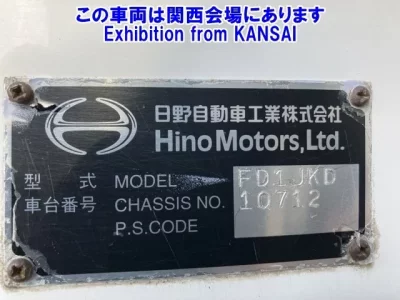 この車両は関西会場にあります
Exhibition from KANSAI
日野自動車工業株式会社
Hino Motors, Ltd.
型 式 MODEL FD1JKD
車台番号 CHASSIS NO. 10712
P.S.CODE